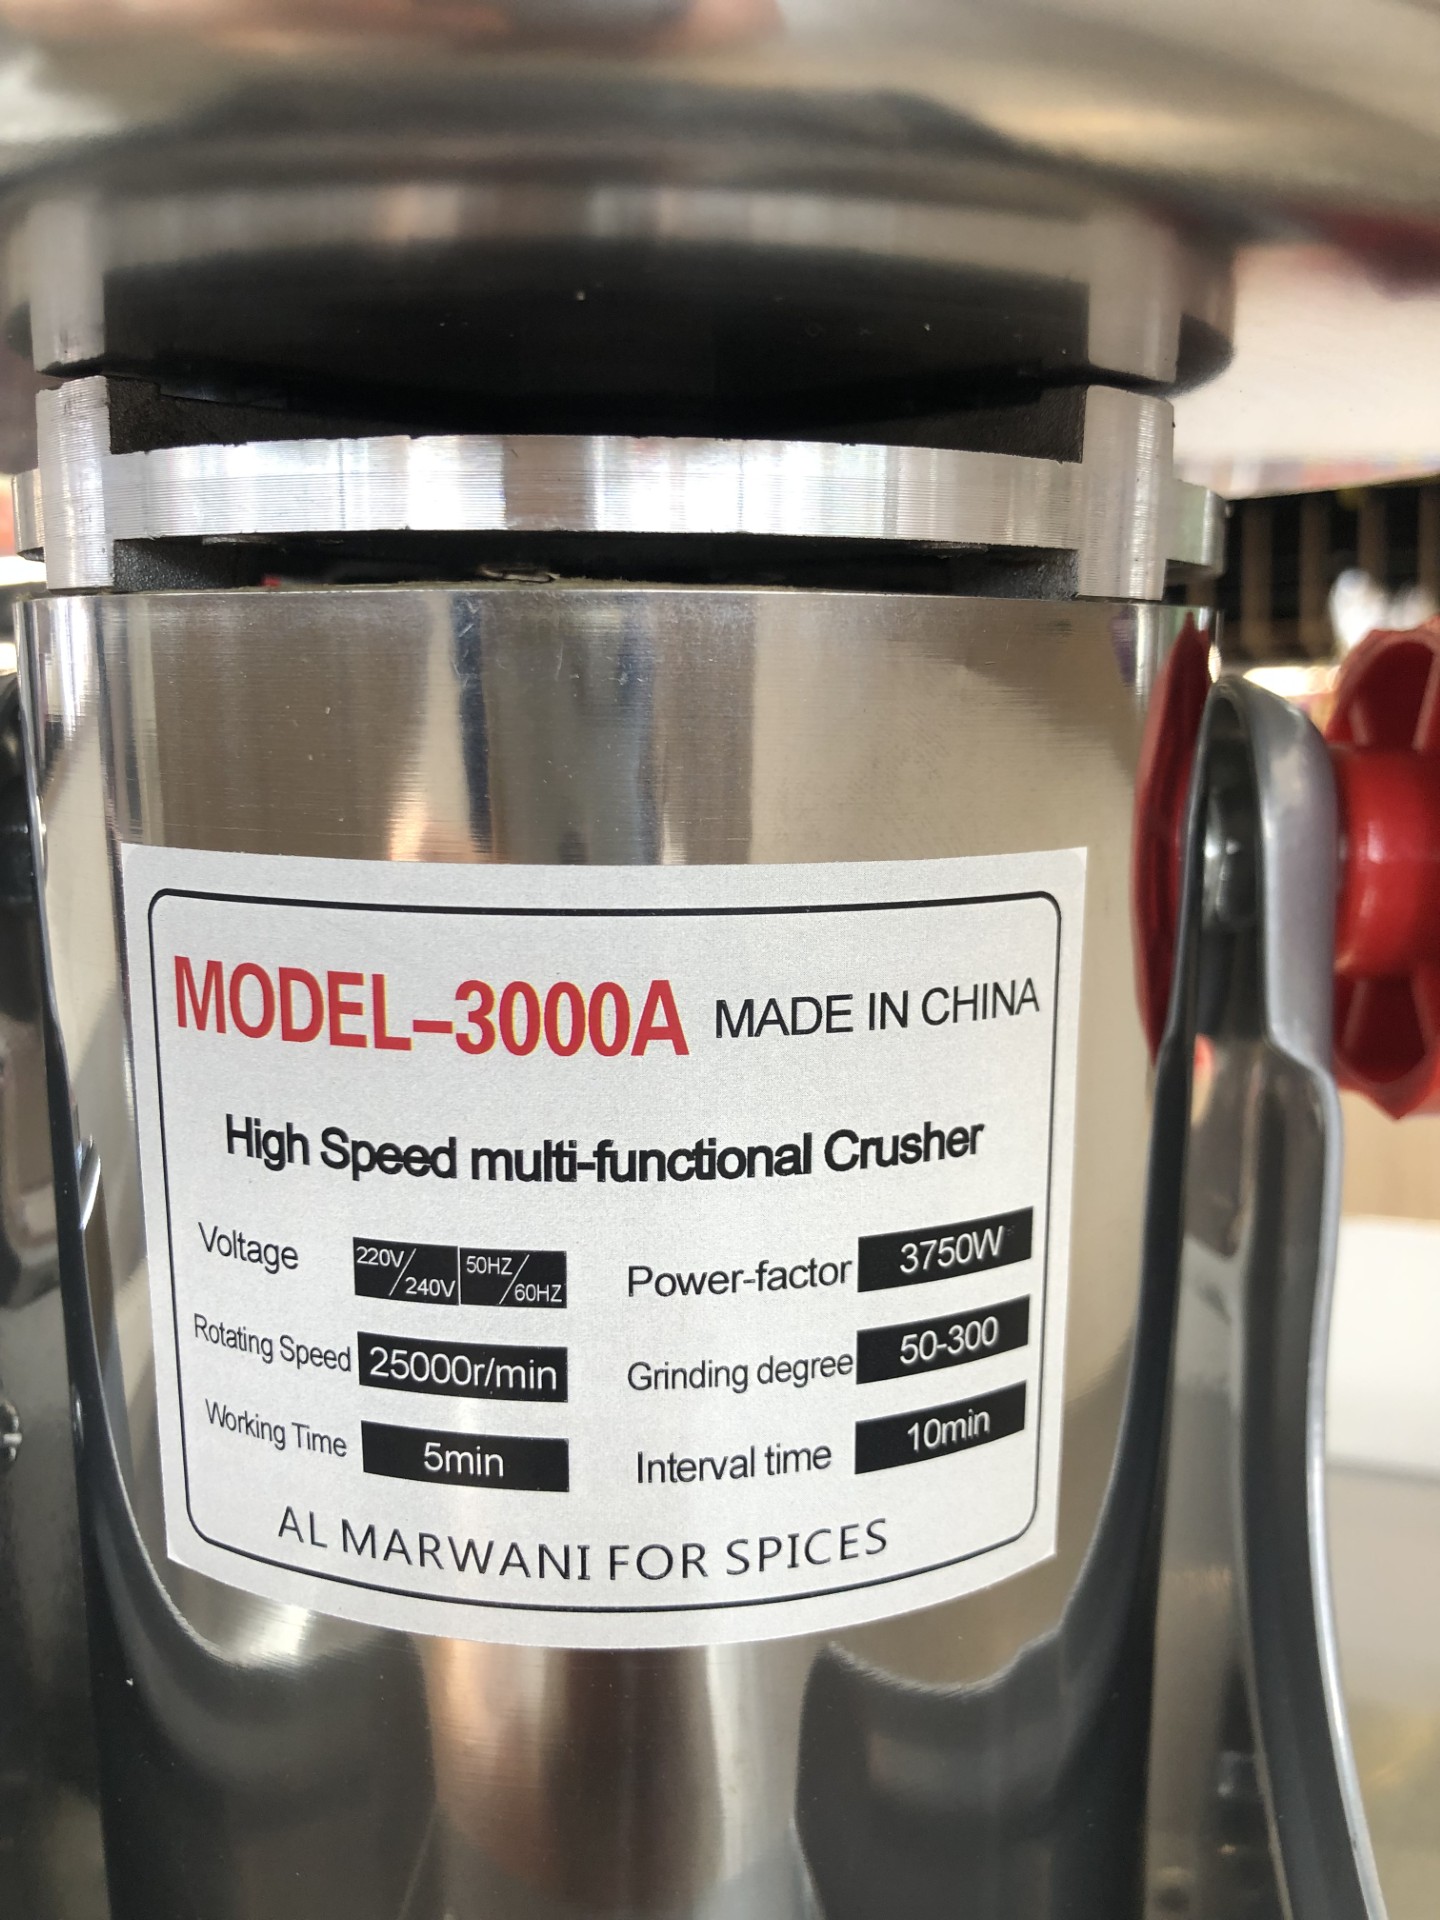 MODEL-3000A MADE IN CHINA
High Speed multi-functional Crusher
Voltage 220V/240V 50HZ/60HZ Power-factor 3750W
Rotating Speed 25000r/min Grinding degree 50-300
Working Time 5min Interval time 10min
AL MARWANI FOR SPICES